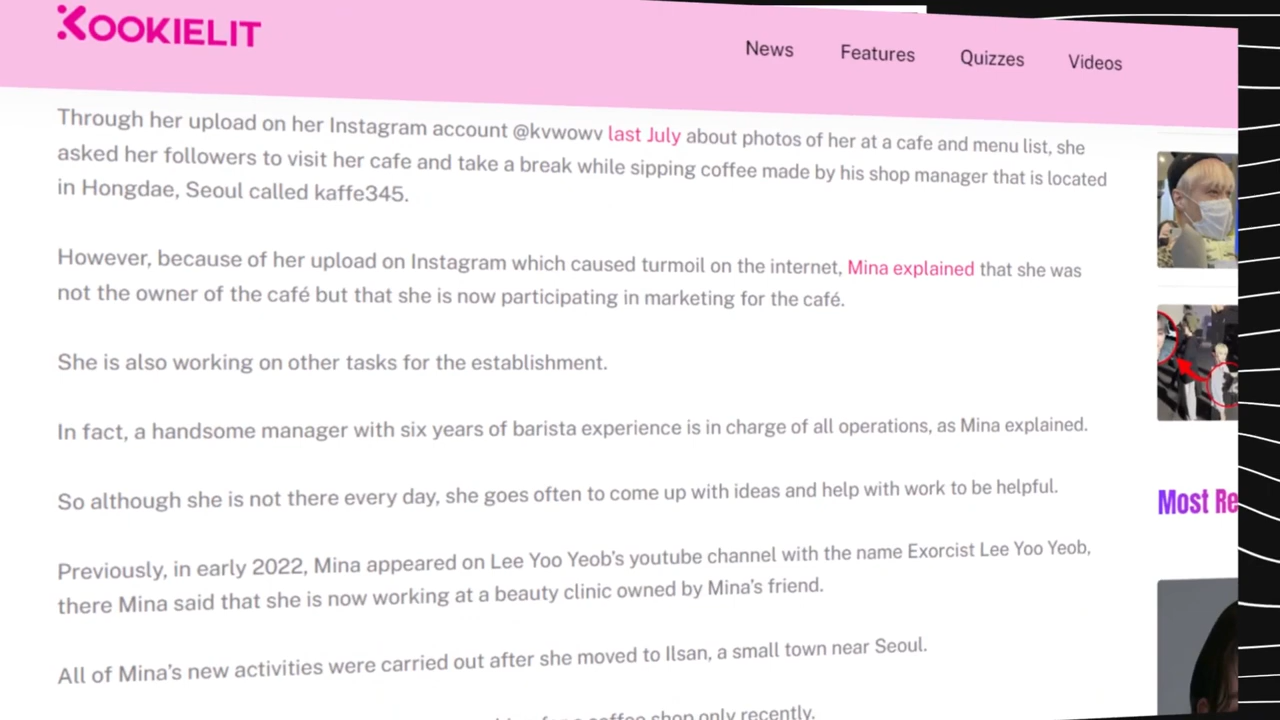 KOOKIELIT
News
Features
Quizzes
Videos
Through her upload on her Instagram account @kvwowv last July about photos of her at a cafe and menu list, she
asked her followers to visit her cafe and take a break while sipping coffee made by his shop manager that is located
in Hongdae, Seoul called kaffe345.
However, because of her upload on Instagram which caused turmoil on the internet, Mina explained that she was
not the owner of the café but that she is now participating in marketing for the café.
She is also working on other tasks for the establishment.
In fact, a handsome manager with six years of barista experience is in charge of all operations, as Mina explained.
So although she is not there every day, she goes often to come up with ideas and help with work to be helpful.
Previously, in early 2022, Mina appeared on Lee Yoo Yeob's youtube channel with the name Exorcist Lee Yoo Yeob,
there Mina said that she is now working at a beauty clinic owned by Mina's friend.
All of Mina's new activities were carried out after she moved to Ilsan, a small town near Seoul.
coffee shop only recently.
Most Re